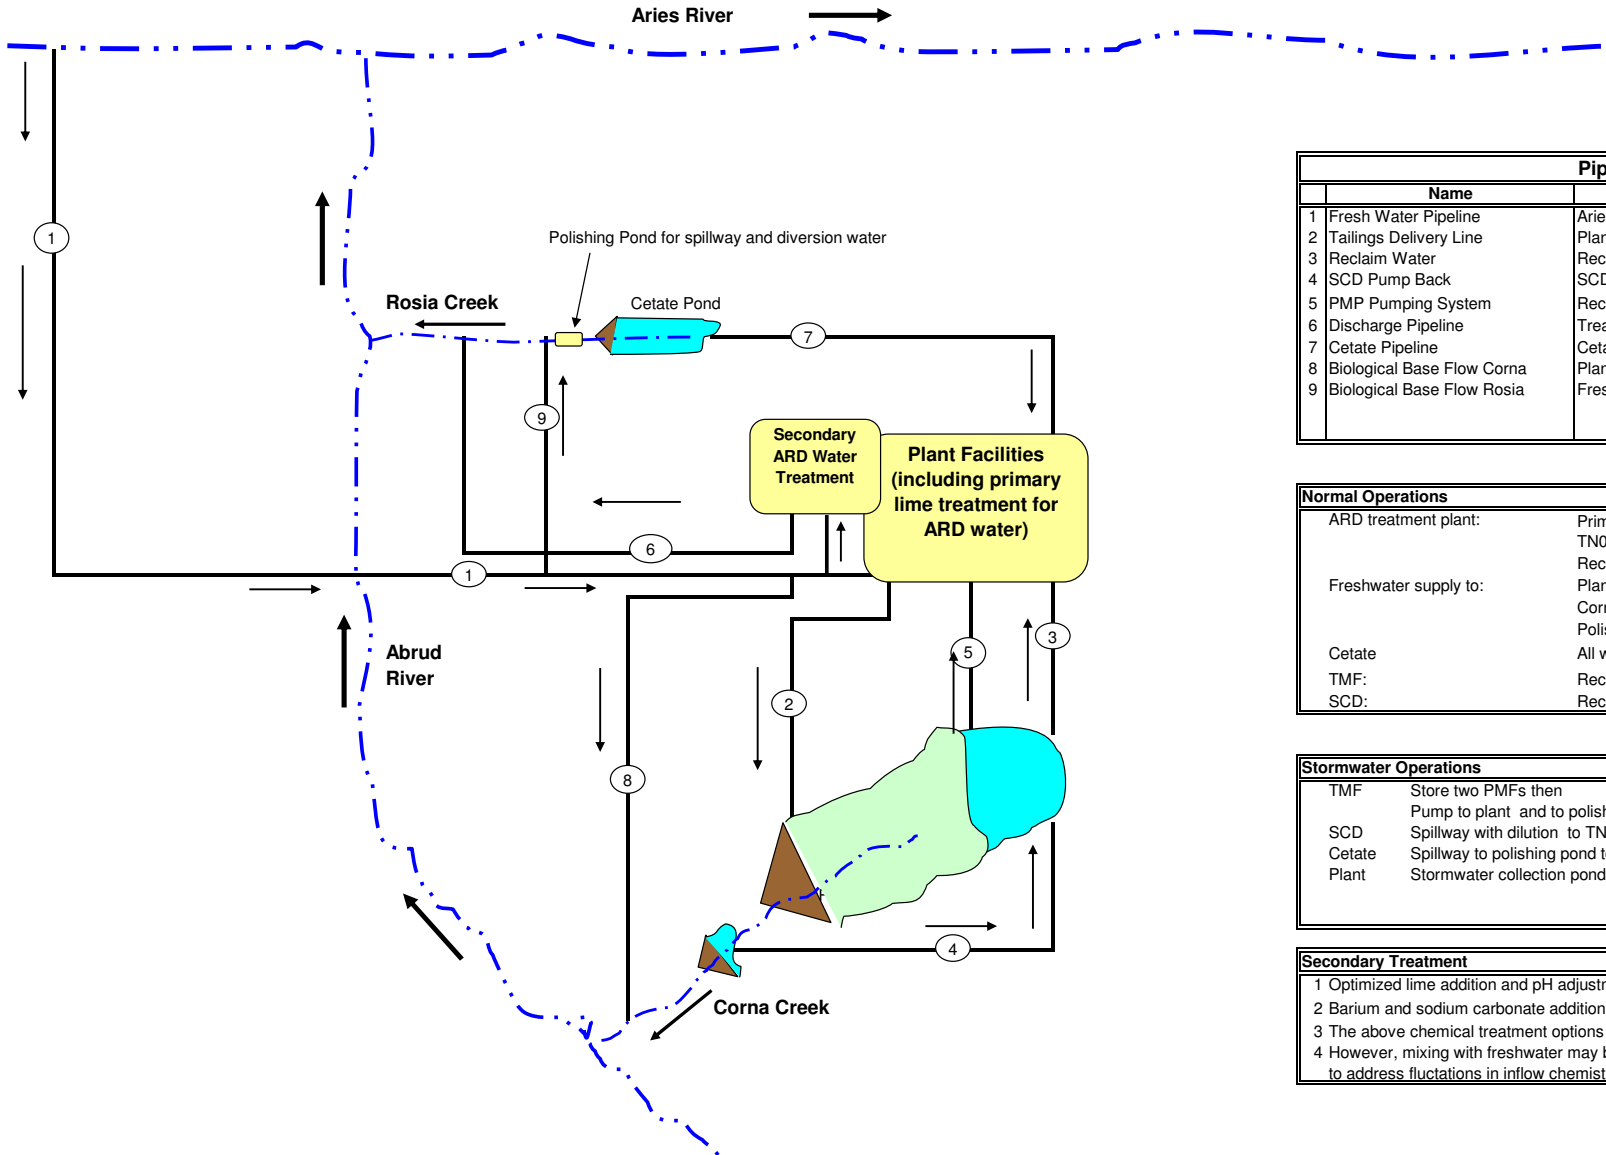 Aries River
1
Polishing Pond for spillway and diversion water
Rosia Creek
Cetate Pond
7
9
Secondary
ARD Water
Treatment
Plant Facilities
(including primary
lime treatment for
ARD water)
6
1
Abrud
River
5
3
2
8
4
Corna Creek
Name
1 Fresh Water Pipeline
2 Tailings Delivery Line
3 Reclaim Water
4 SCD Pump Back
5 PMP Pumping System
6 Discharge Pipeline
7 Cetate Pipeline
8 Biological Base Flow Corna
9 Biological Base Flow Rosia
Normal Operations
ARD treatment plant:
Freshwater supply to:
Cetate All
TMF:
SCD:
Stormwater Operations
TMF Store two PMFs then
Pump to plant and to
SCD Spillway with dilution to
Cetate Spillway to polishing pond
Plant Stormwater collection pond
Secondary Treatment
1 Optimized lime addition and pH
2 Barium and sodium carbonate addition
3 The above chemical treatment options
4 However, mixing with freshwater may
to address fluctations in inflow